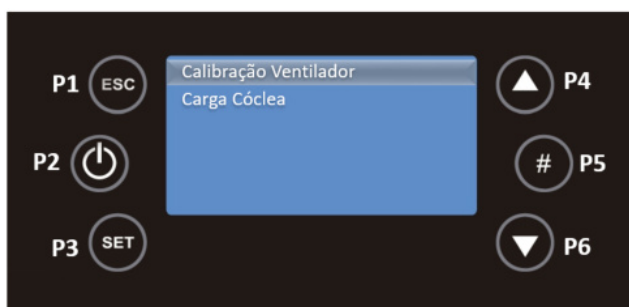 P1 ESC
Calibração Ventilador
P4
Carga Cóclea
P2
# P5
P3 SET
P6